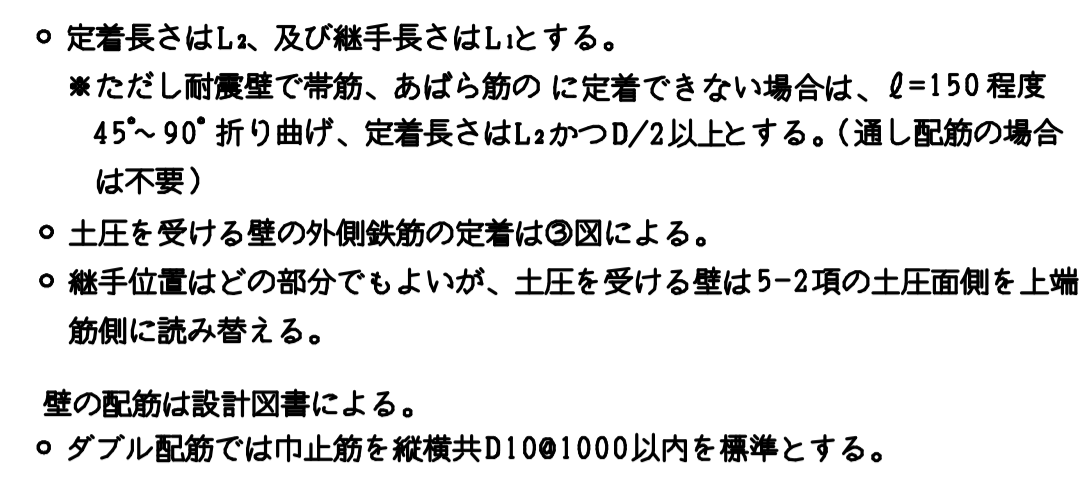 ○ 定着長さはL₂、及び継手長さはL₁とする。
※ただし耐震壁で帯筋、あばら筋の に定着できない場合は、ℓ=150程度
45°~90°折り曲げ、定着長さはL₂かつD/2以上とする。(通し配筋の場合
は不要)
○ 土圧を受ける壁の外側鉄筋の定着は③図による。
○ 継手位置はどの部分でもよいが、土圧を受ける壁は5-2項の土圧面側を上端
筋側に読み替える。
壁の配筋は設計図書による。
○ ダブル配筋では巾止筋を縦横共D10@1000以内を標準とする。